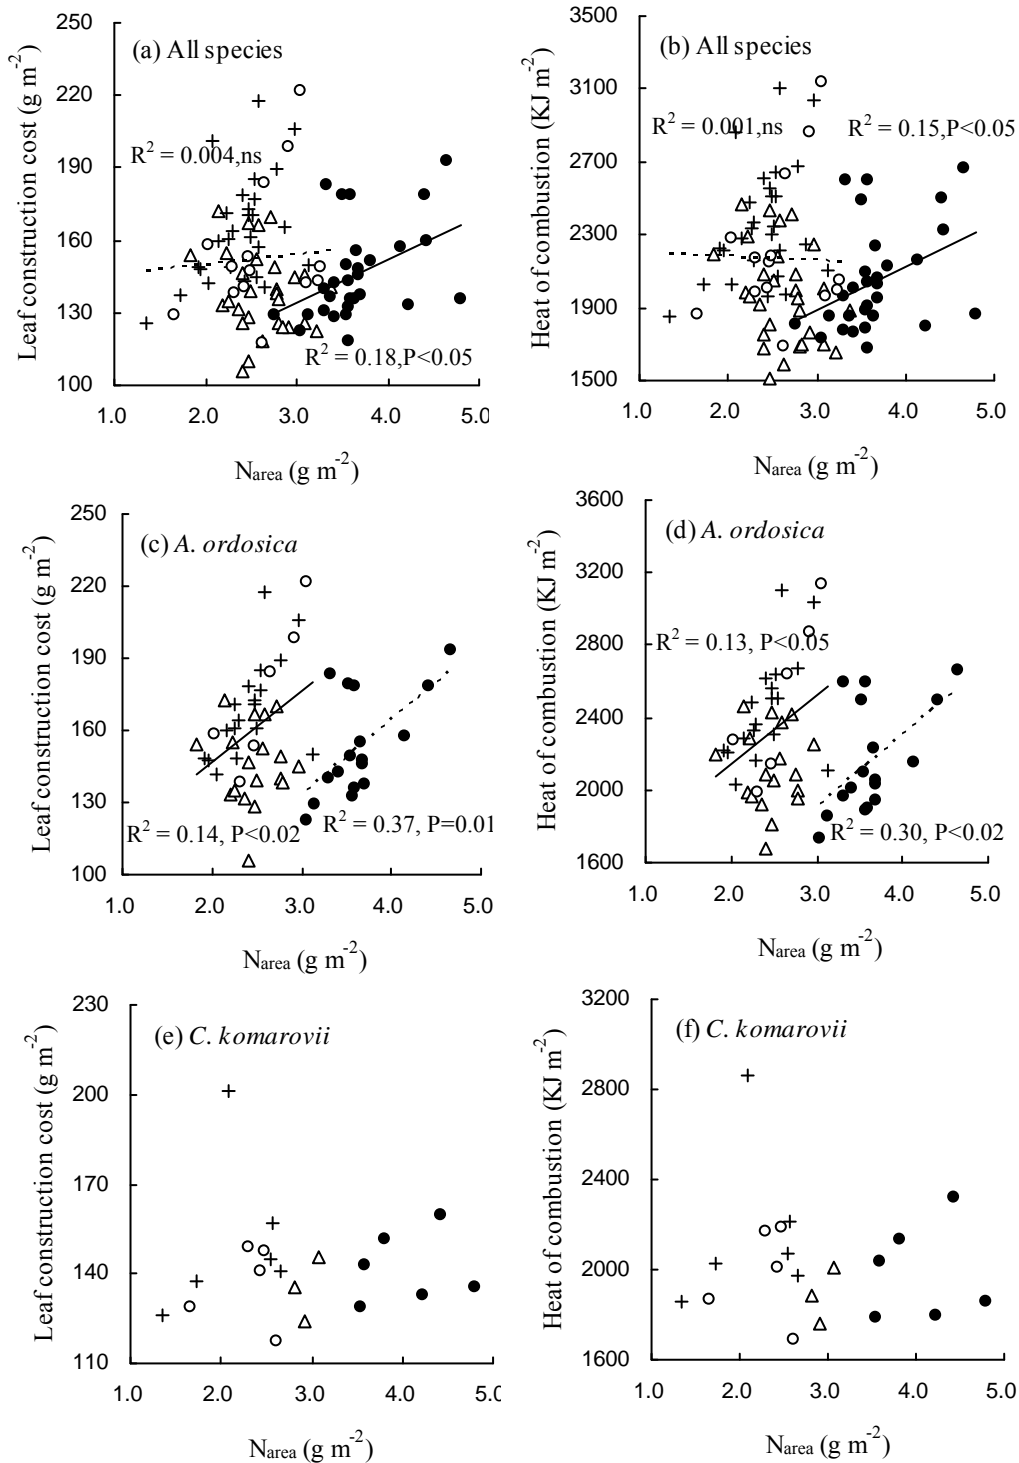 (a) All species
Leaf construction cost (g m-2)
250
220
190
160
130
100
R2 = 0.004,ns
R2 = 0.18,P<0.05
1.0 2.0 3.0 4.0 5.0
Narea (g m-2)
(b) All species
Heat of combustion (KJ m-2)
3500
3100
2700
2300
1900
1500
R2 = 0.001,ns
R2 = 0.15,P<0.05
1.0 2.0 3.0 4.0 5.0
Narea (g m-2)
(c) A. ordosica
Leaf construction cost (g m-2)
250
220
190
160
130
100
R2 = 0.14, P<0.02
R2 = 0.37, P=0.01
1.0 2.0 3.0 4.0 5.0
Narea (g m-2)
(d) A. ordosica
Heat of combustion (KJ m-2)
3600
3200
2800
2400
2000
1600
R2 = 0.13, P<0.05
R2 = 0.30, P<0.02
1.0 2.0 3.0 4.0 5.0
Narea (g m-2)
(e) C. komarovii
Leaf construction cost (g m-2)
230
200
170
140
110
1.0 2.0 3.0 4.0 5.0
Narea (g m-2)
(f) C. komarovii
Heat of combustion (KJ m-2)
3200
2800
2400
2000
1600
1.0 2.0 3.0 4.0 5.0
Narea (g m-2)